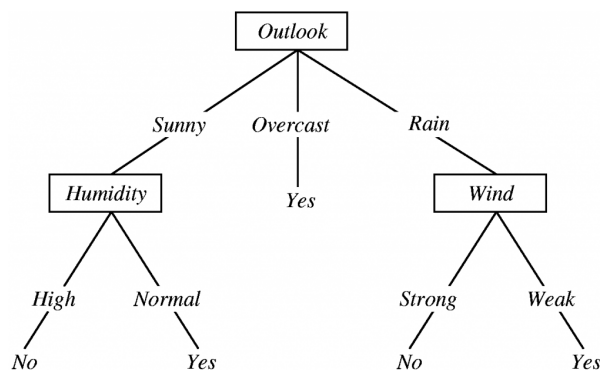 Outlook
Sunny Overcast Rain
Humidity Yes Wind
High Normal Strong Weak
No Yes No Yes